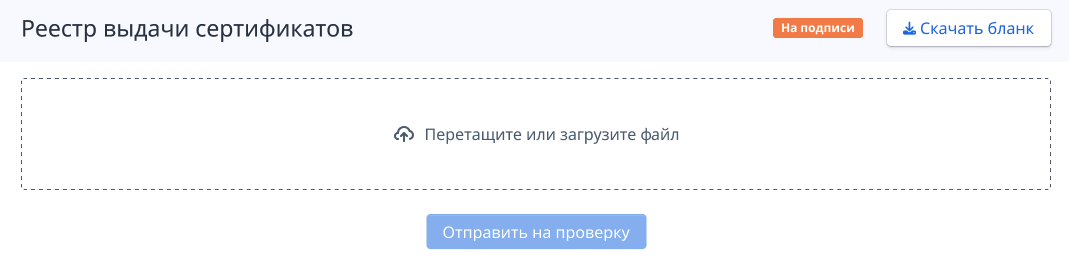 Реестр выдачи сертификатов
На подписи
Скачать бланк
Перетащите или загрузите файл
Отправить на проверку